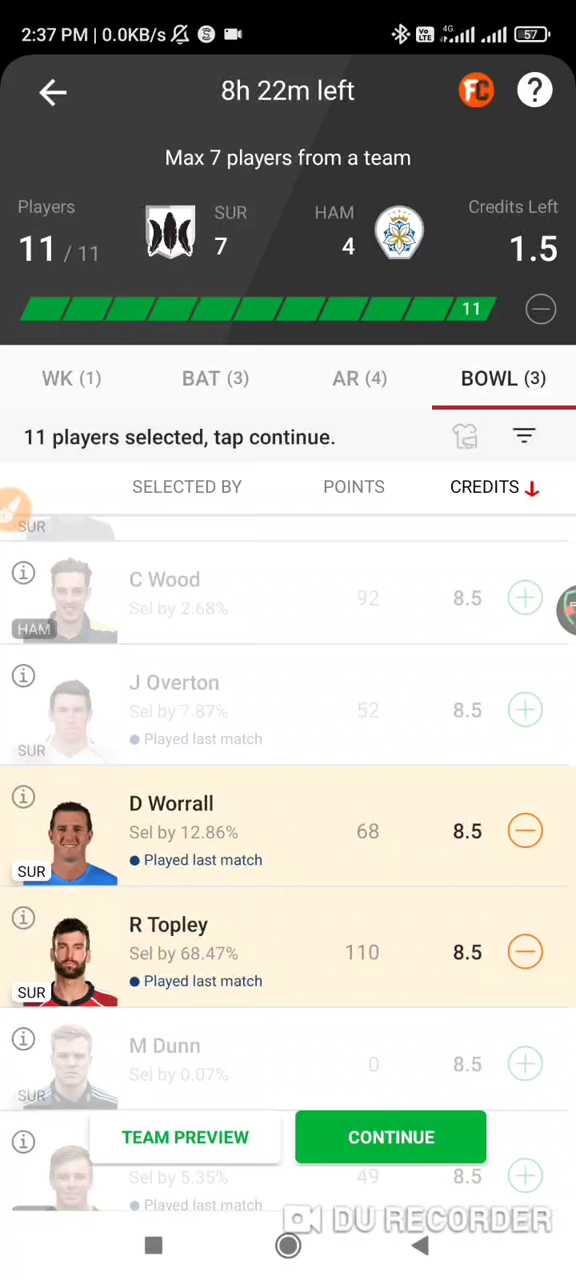 2:37 PM | 0.0KB/s
Vo LTE 4G 57
8h 22m left
FC
?
Max 7 players from a team
Players
SUR
HAM
Credits Left
11 / 11
7
4
1.5
11
WK (1)
BAT (3)
AR (4)
BOWL (3)
11 players selected, tap continue.
SELECTED BY
POINTS
CREDITS
SUR
C Wood
Sel by 2.68%
92
8.5
HAM
J Overton
Sel by 7.87%
52
8.5
Played last match
SUR
D Worrall
Sel by 12.86%
68
8.5
Played last match
SUR
R Topley
Sel by 68.47%
110
8.5
Played last match
SUR
M Dunn
Sel by 0.07%
0
8.5
SUR
TEAM PREVIEW
CONTINUE
Sel by 5.35%
49
8.5
Played last match
DU RECORDER